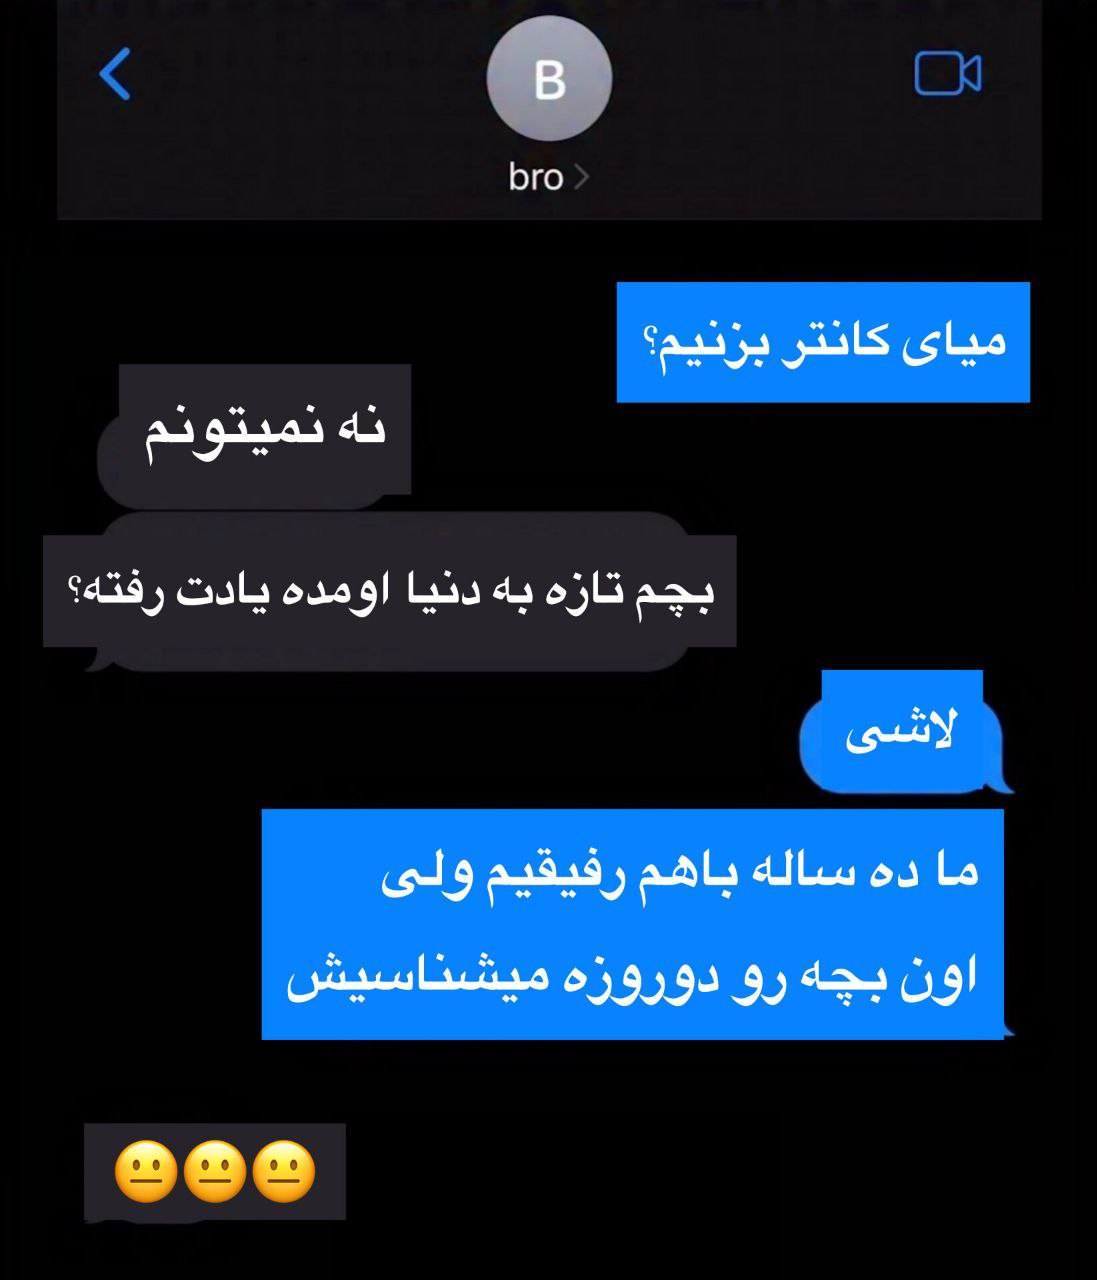 B
bro
میای کانتر بزنیم؟
نه نمیتونم
بچم تازه به دنیا اومده یادت رفته؟
لاشی
ما ده ساله باهم رفیقیم ولی
اون بچه رو دوروزه میشناسیش
😐😐😐